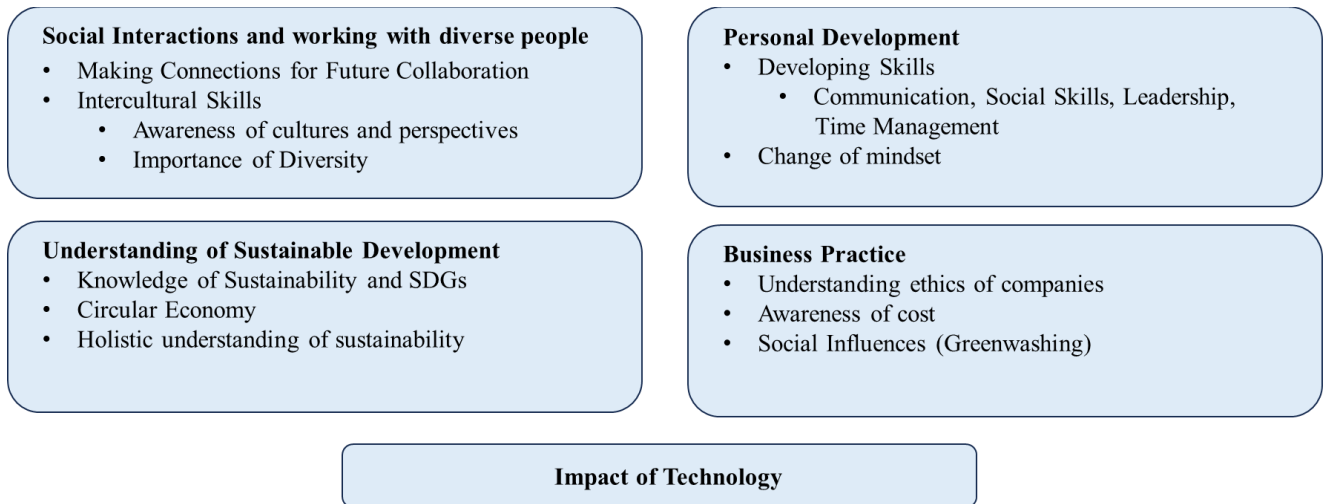 Social Interactions and working with diverse people
• Making Connections for Future Collaboration
• Intercultural Skills
• Awareness of cultures and perspectives
• Importance of Diversity
Personal Development
• Developing Skills
• Communication, Social Skills, Leadership,
Time Management
• Change of mindset
Understanding of Sustainable Development
• Knowledge of Sustainability and SDGs
• Circular Economy
• Holistic understanding of sustainability
Business Practice
• Understanding ethics of companies
• Awareness of cost
• Social Influences (Greenwashing)
Impact of Technology